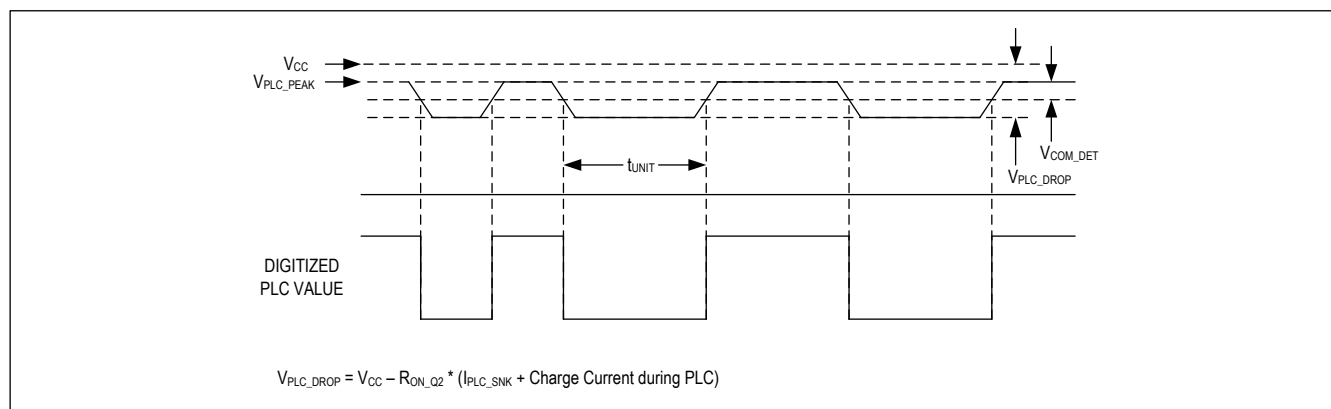 VCC
VPLC_PEAK
tUNIT
VCOM_DET
VPLC_DROP
DIGITIZED
PLC VALUE
VPLC_DROP = VCC – RON_Q2 * (IPLC_SNK + Charge Current during PLC)